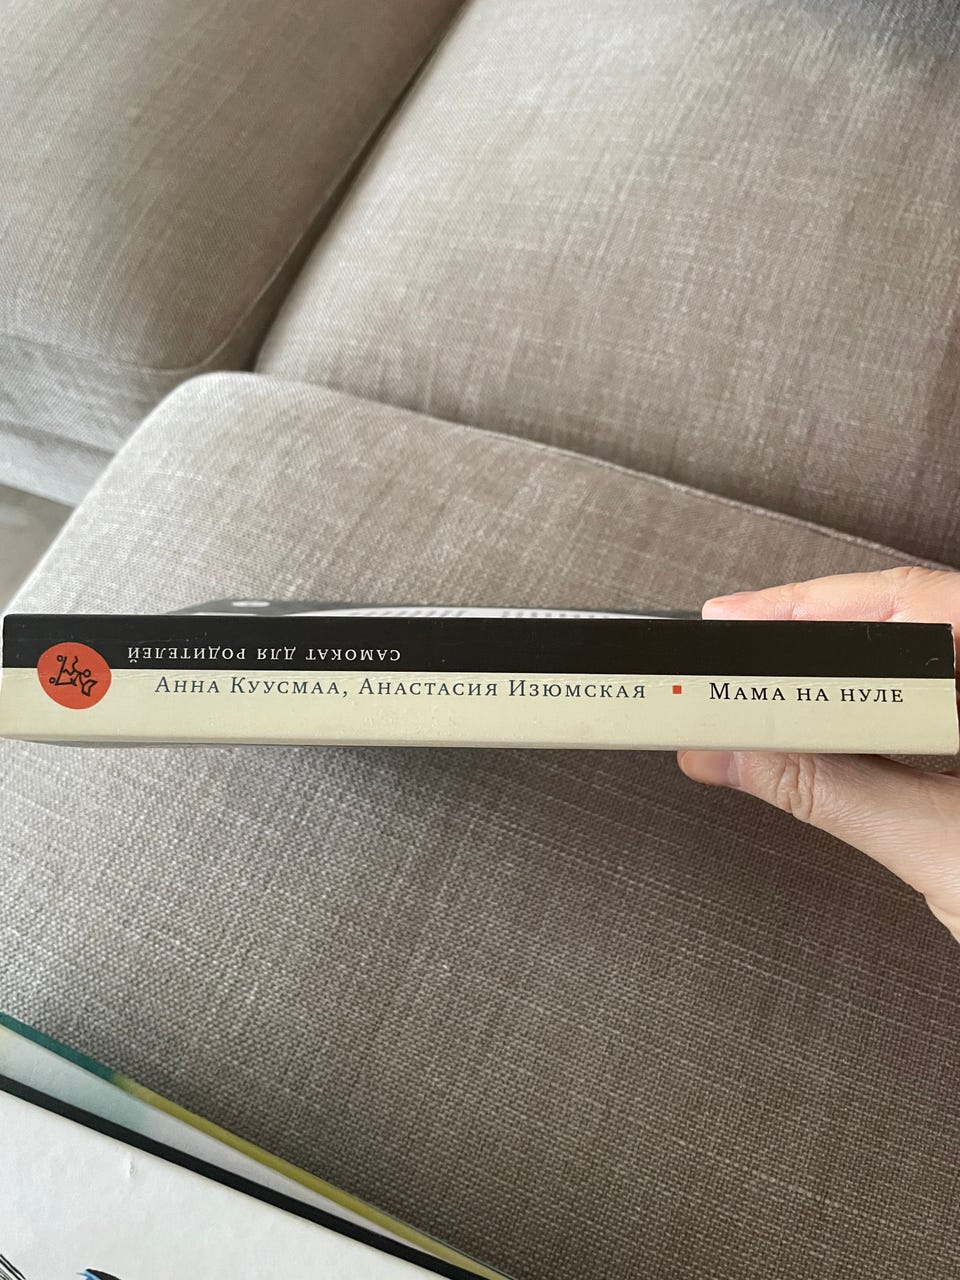 САМОКАТ ДЛЯ РОДИТЕЛЕЙ
Анна Куусмаа, Анастасия Изюмская ▪ Мама на нуле